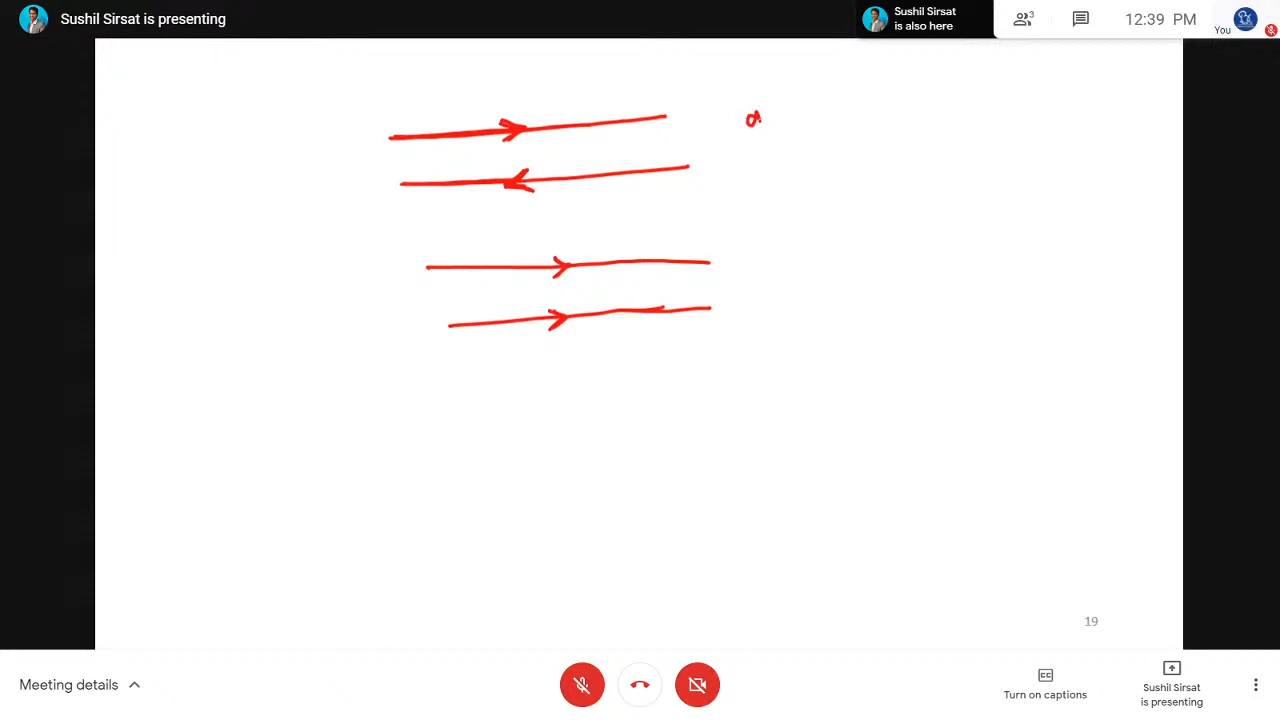 Sushil Sirsat is presenting
Sushil Sirsat
is also here
3
12:39 PM
You
19
Meeting details
Turn on captions
Sushil Sirsat
is presenting